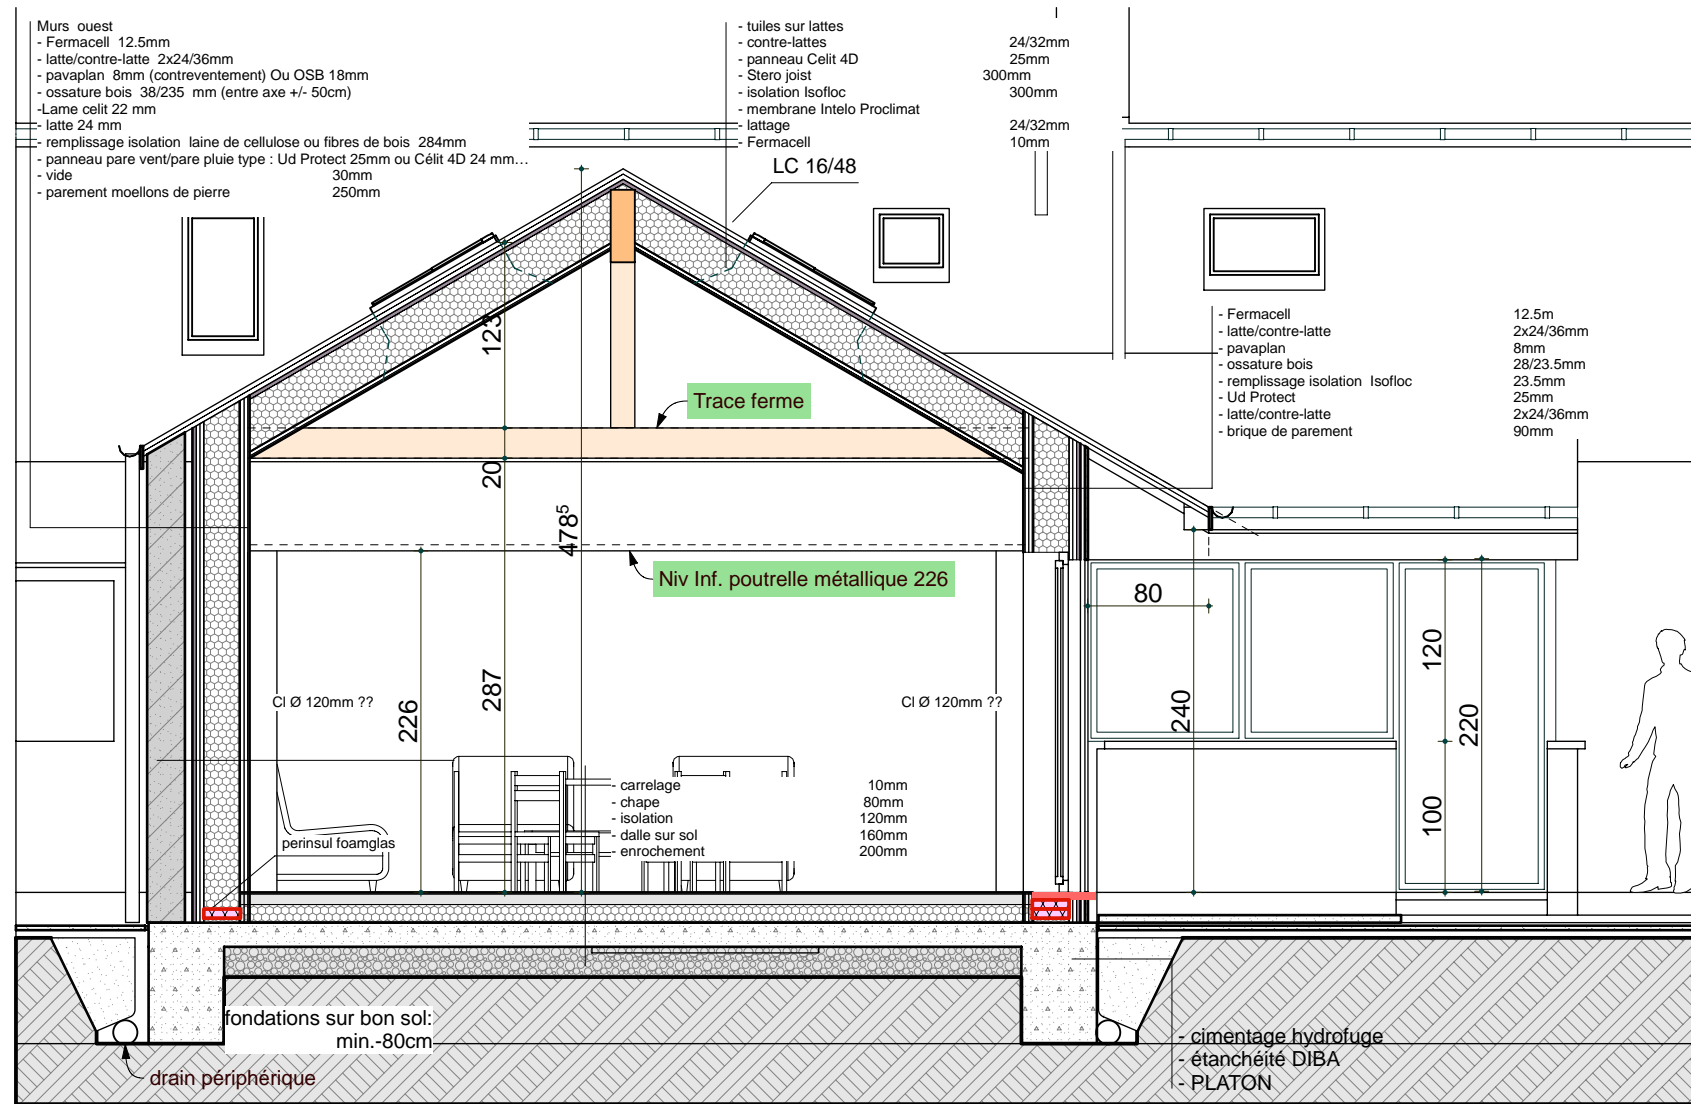 Murs  ouest
- Fermacell  12.5mm
- latte/contre-latte  2x24/36mm
- pavaplan  8mm (contreventement) Ou OSB 18mm
- ossature bois  38/235  mm (entre axe +/- 50cm)
-Lame celit 22 mm
- latte 24 mm
- remplissage isolation  laine de cellulose ou fibres de bois  284mm
- panneau pare vent/pare pluie type : Ud Protect 25mm ou Célit 4D 24 mm...
- vide 30mm
- parement moellons de pierre 250mm
- tuiles sur lattes
- contre-lattes 24/32mm
- panneau Celit 4D 25mm
- Stero joist 300mm
- isolation Isofloc 300mm
- membrane Intelo Proclimat
- lattage 24/32mm
- Fermacell 10mm
LC 16/48
- Fermacell 12.5m
- latte/contre-latte 2x24/36mm
- pavaplan 8mm
- ossature bois 28/23.5mm
- remplissage isolation  Isofloc 23.5mm
- Ud Protect 25mm
- latte/contre-latte 2x24/36mm
- brique de parement 90mm
123
Trace ferme
20
478⁵
Niv Inf. poutrelle métallique 226
80
120
287
226
240
220
100
Cl Ø 120mm ??
Cl Ø 120mm ??
- carrelage 10mm
- chape 80mm
- isolation 120mm
- dalle sur sol 160mm
- enrochement 200mm
perinsul foamglas
fondations sur bon sol:
min.-80cm
drain périphérique
- cimentage hydrofuge
- étanchéité DIBA
- PLATON